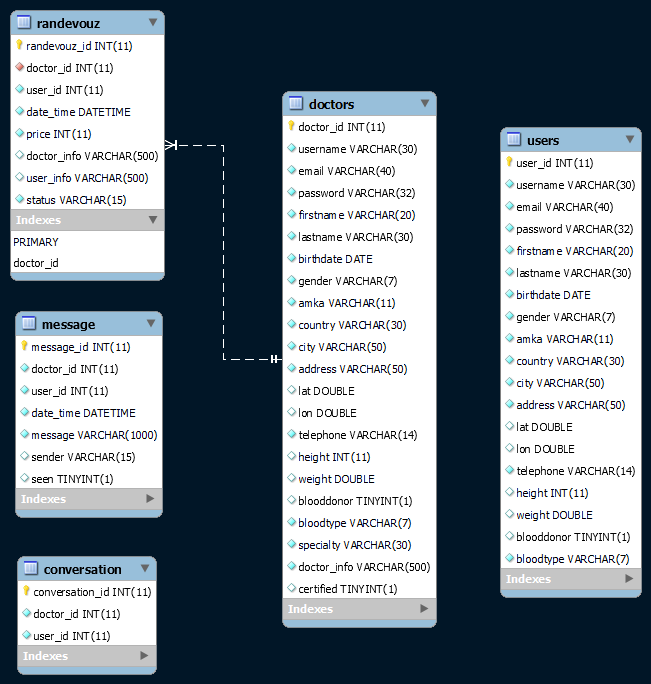 randevouz
randevouz_id INT(11)
doctor_id INT(11)
user_id INT(11)
date_time DATETIME
price INT(11)
doctor_info VARCHAR(500)
user_info VARCHAR(500)
status VARCHAR(15)
Indexes
PRIMARY
doctor_id
message
message_id INT(11)
doctor_id INT(11)
user_id INT(11)
date_time DATETIME
message VARCHAR(1000)
sender VARCHAR(15)
seen TINYINT(1)
Indexes
conversation
conversation_id INT(11)
doctor_id INT(11)
user_id INT(11)
Indexes
doctors
doctor_id INT(11)
username VARCHAR(30)
email VARCHAR(40)
password VARCHAR(32)
firstname VARCHAR(20)
lastname VARCHAR(30)
birthdate DATE
gender VARCHAR(7)
amka VARCHAR(11)
country VARCHAR(30)
city VARCHAR(50)
address VARCHAR(50)
lat DOUBLE
lon DOUBLE
telephone VARCHAR(14)
height INT(11)
weight DOUBLE
blooddonor TINYINT(1)
bloodtype VARCHAR(7)
specialty VARCHAR(30)
doctor_info VARCHAR(500)
certified TINYINT(1)
Indexes
users
user_id INT(11)
username VARCHAR(30)
email VARCHAR(40)
password VARCHAR(32)
firstname VARCHAR(20)
lastname VARCHAR(30)
birthdate DATE
gender VARCHAR(7)
amka VARCHAR(11)
country VARCHAR(30)
city VARCHAR(50)
address VARCHAR(50)
lat DOUBLE
lon DOUBLE
telephone VARCHAR(14)
height INT(11)
weight DOUBLE
blooddonor TINYINT(1)
bloodtype VARCHAR(7)
Indexes